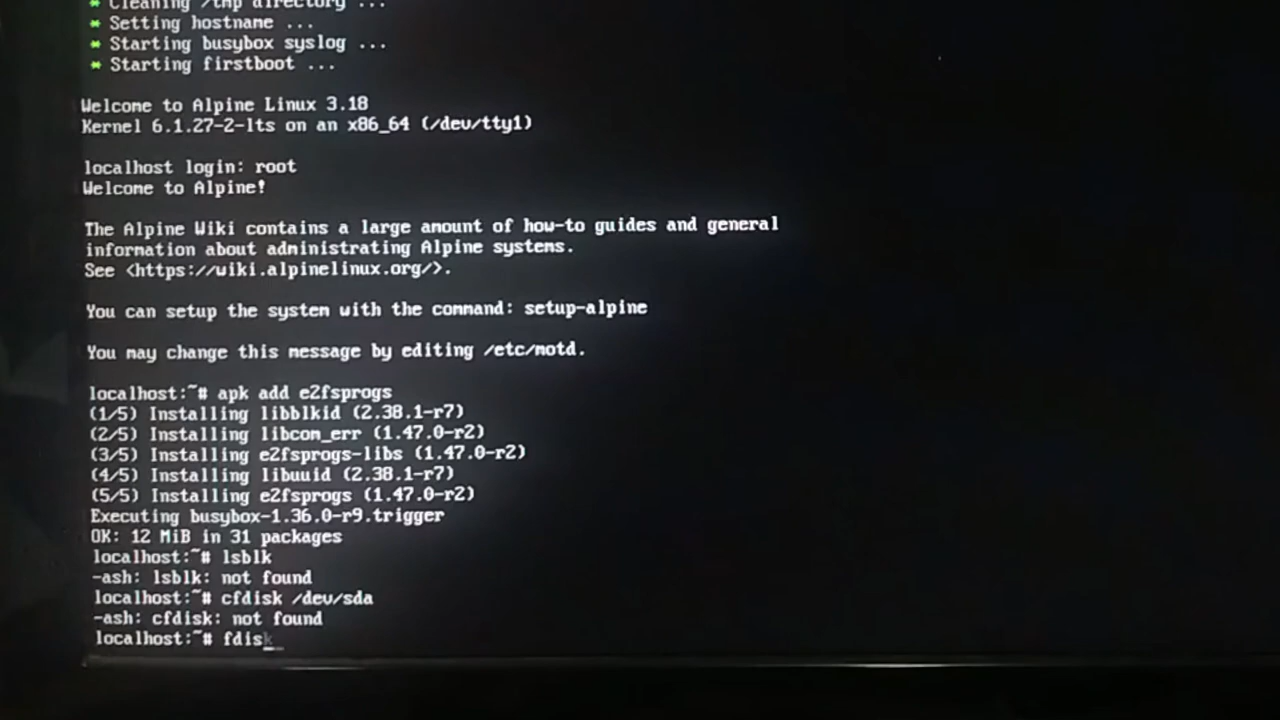 * Cleaning /tmp directory ...
* Setting hostname ...
* Starting busybox syslog ...
* Starting firstboot ...
Welcome to Alpine Linux 3.18
Kernel 6.1.27-2-lts on an x86_64 (/dev/tty1)
localhost login: root
Welcome to Alpine!
The Alpine Wiki contains a large amount of how-to guides and general
information about administrating Alpine systems.
See <https://wiki.alpinelinux.org/>.
You can setup the system with the command: setup-alpine
You may change this message by editing /etc/motd.
localhost:~# apk add e2fsprogs
(1/5) Installing libblkid (2.38.1-r7)
(2/5) Installing libcom_err (1.47.0-r2)
(3/5) Installing e2fsprogs-libs (1.47.0-r2)
(4/5) Installing libuuid (2.38.1-r7)
(5/5) Installing e2fsprogs (1.47.0-r2)
Executing busybox-1.36.0-r9.trigger
OK: 12 MiB in 31 packages
localhost:~# lsblk
-ash: lsblk: not found
localhost:~# cfdisk /dev/sda
-ash: cfdisk: not found
localhost:~# fdisk